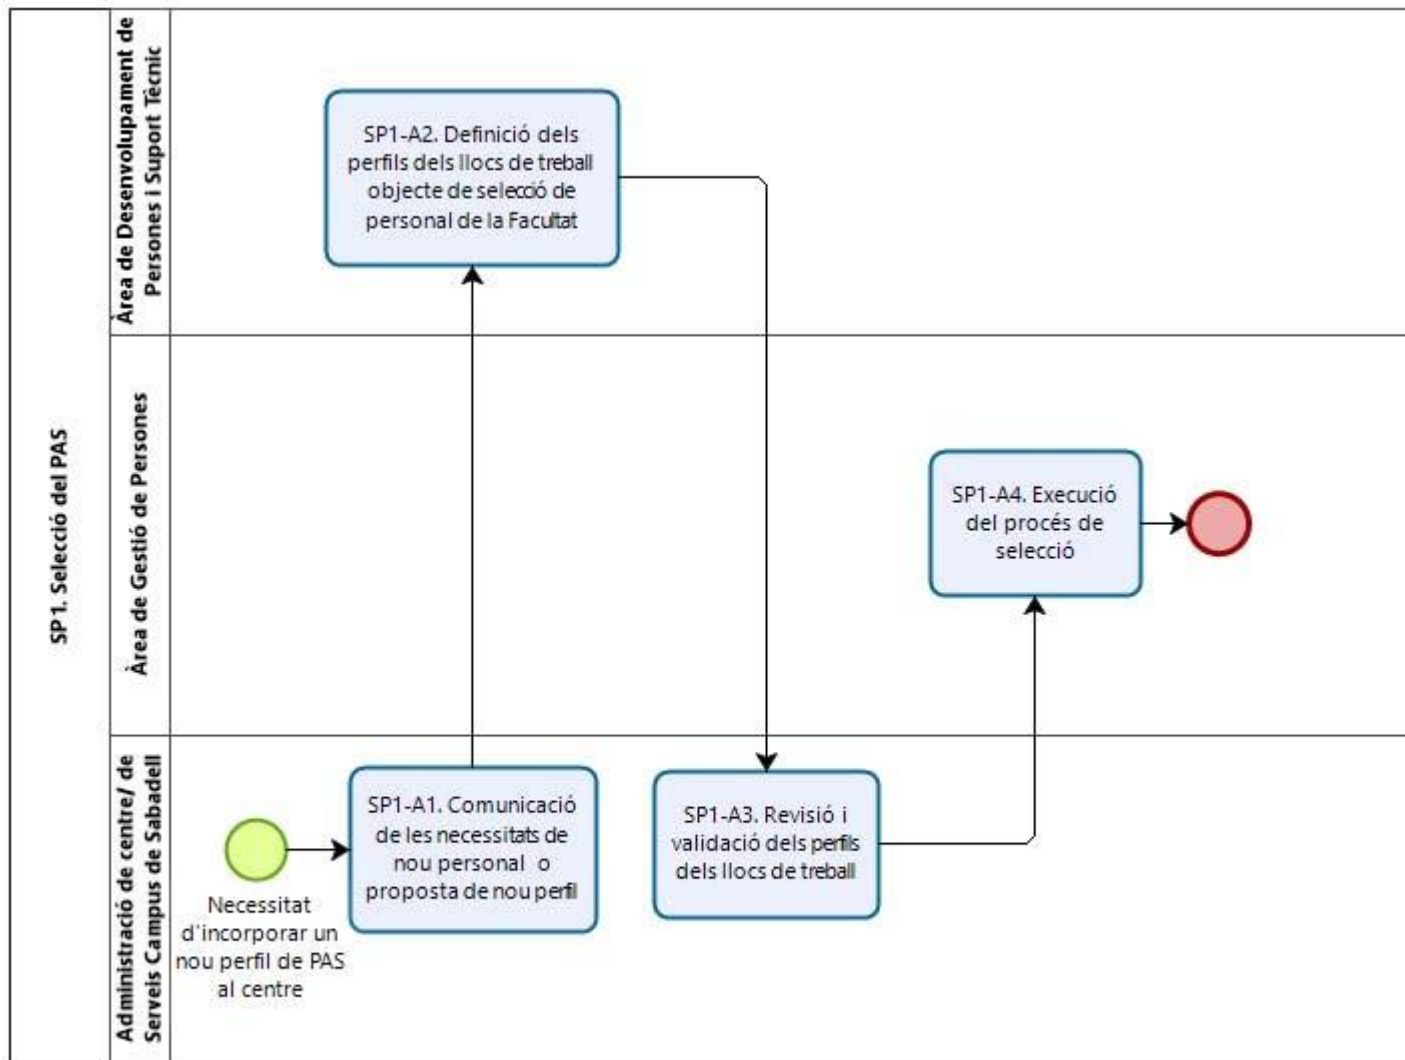 SP1. Selecció del PAS
Àrea de Desenvolupament de
Persones i Suport Tècnic
SP1-A2. Definició dels
perfils dels llocs de treball
objecte de selecció de
personal de la Facultat
Àrea de Gestió de Persones
SP1-A4. Execució
del procés de
selecció
Administració de centre/ de
Serveis Campus de Sabadell
Necessitat
d'incorporar un
nou perfil de PAS
al centre
SP1-A1. Comunicació
de les necessitats de
nou personal o
proposta de nou perfil
SP1-A3. Revisió i
validació dels perfils
dels llocs de treball